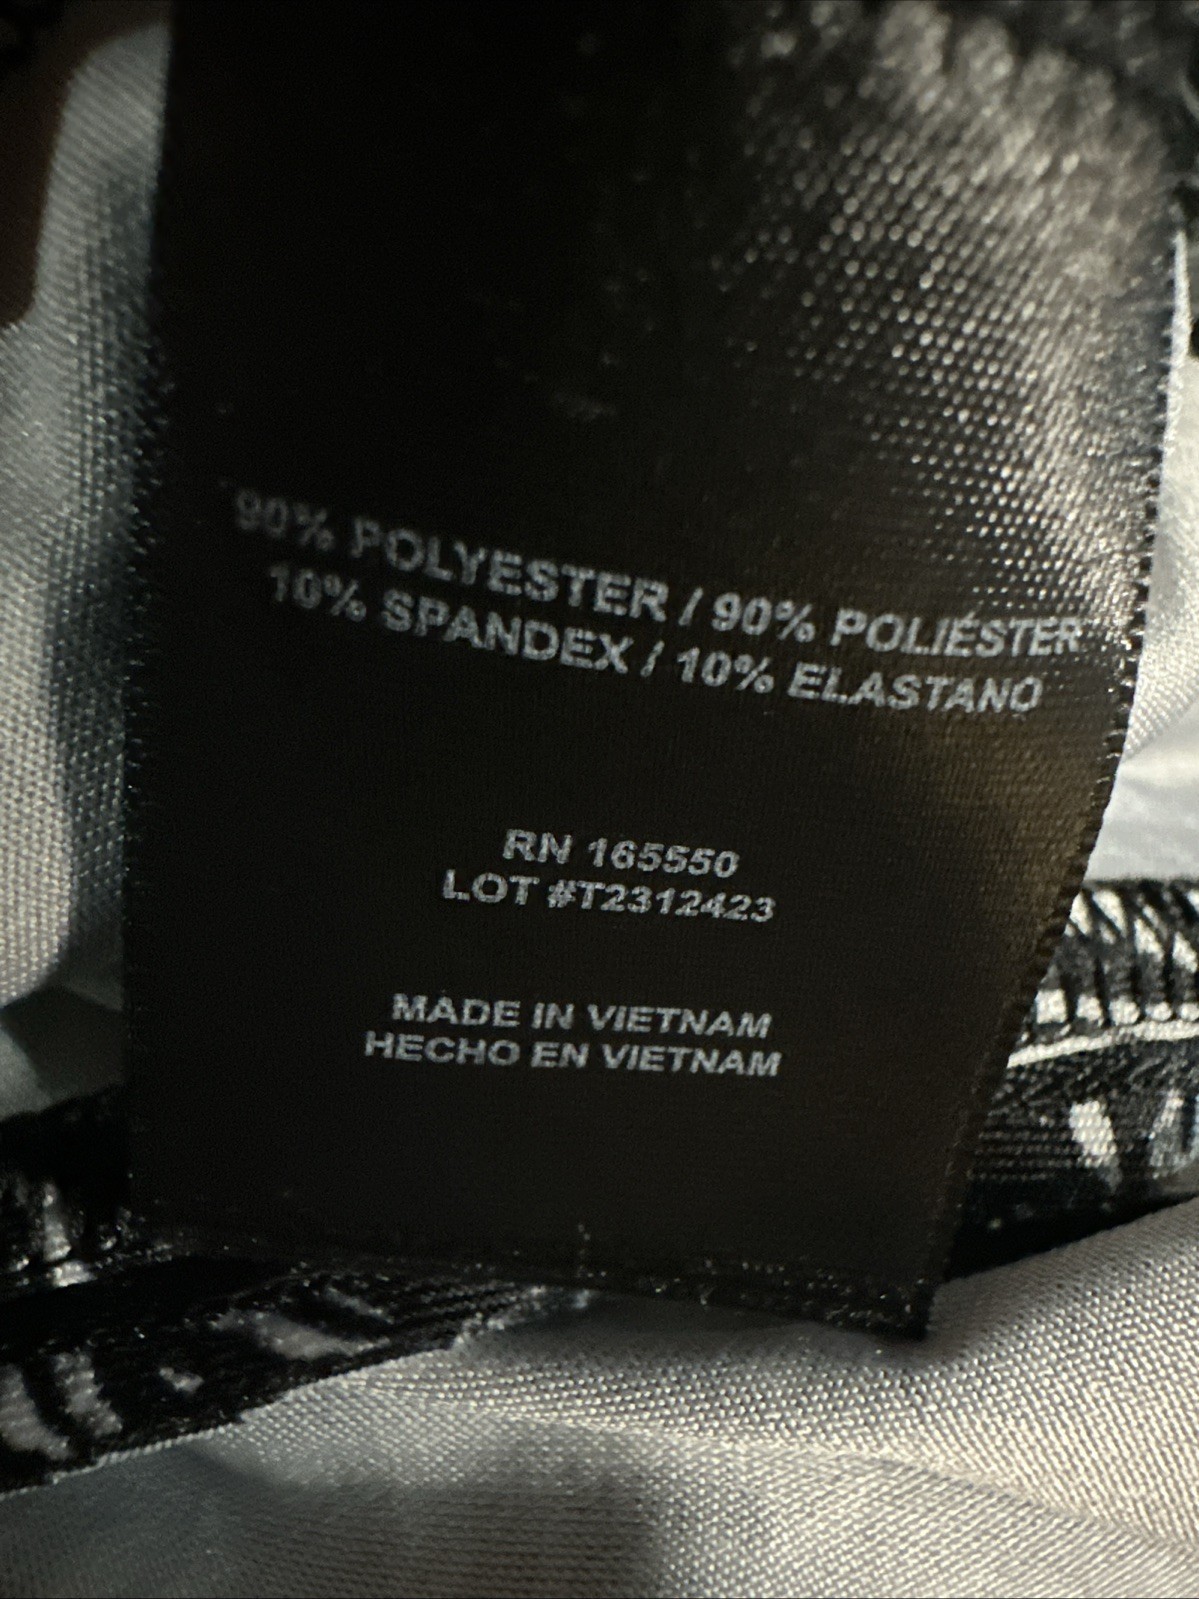 90% POLYESTER / 90% POLIÉSTER
10% SPANDEX / 10% ELASTANO
RN 165550
LOT #T2312423
MADE IN VIETNAM
HECHO EN VIETNAM